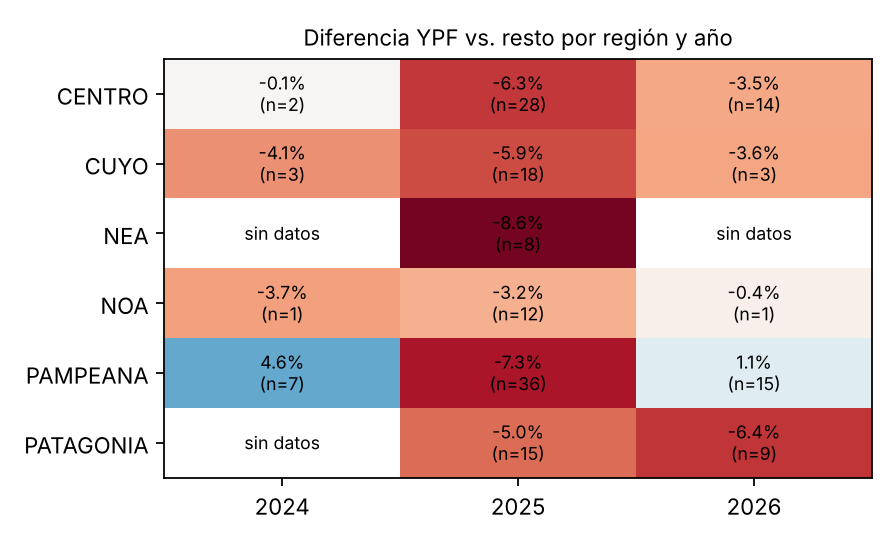 Diferencia YPF vs. resto por región y año
CENTRO
-0.1%
(n=2)
-6.3%
(n=28)
-3.5%
(n=14)
CUYO
-4.1%
(n=3)
-5.9%
(n=18)
-3.6%
(n=3)
NEA
sin datos
-8.6%
(n=8)
sin datos
NOA
-3.7%
(n=1)
-3.2%
(n=12)
-0.4%
(n=1)
PAMPEANA
4.6%
(n=7)
-7.3%
(n=36)
1.1%
(n=15)
PATAGONIA
sin datos
-5.0%
(n=15)
-6.4%
(n=9)
2024
2025
2026